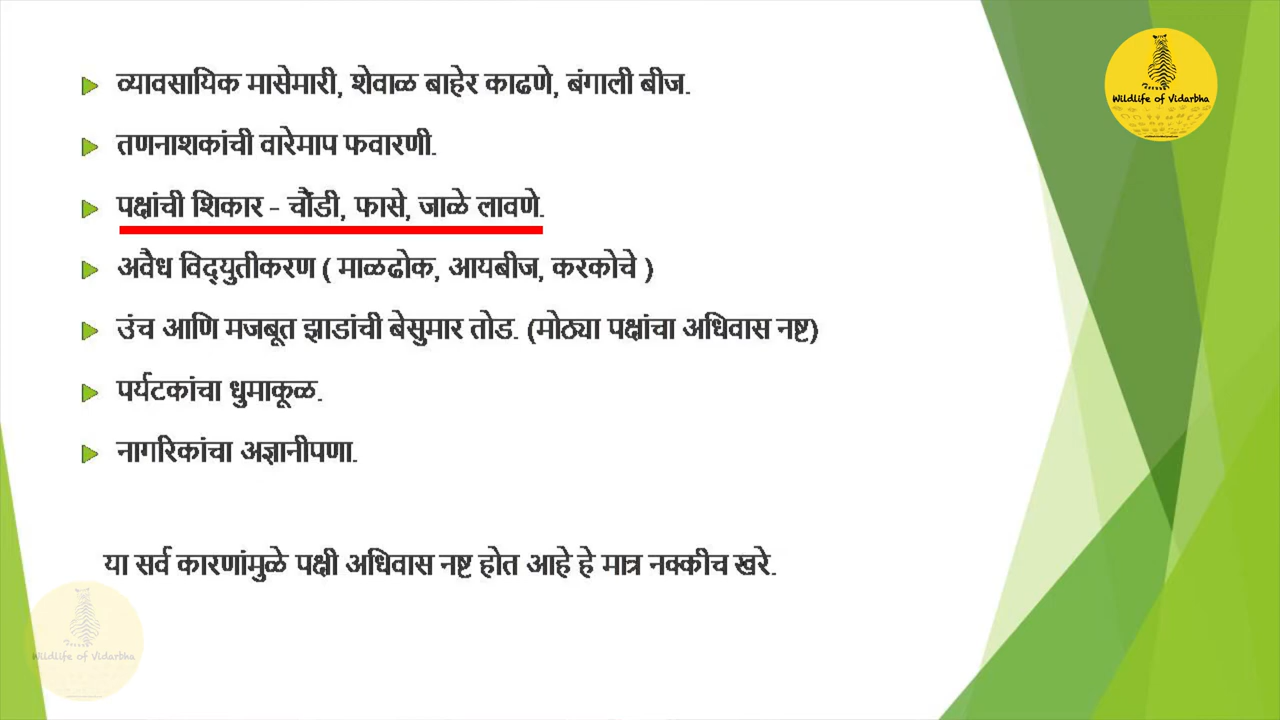 व्यावसायिक मासेमारी, शेवाळ बाहेर काढणे, बंगाली बीज.
Wildlife of Vidarbha
तणनाशकांची वारेमाप फवारणी.
पक्षांची शिकार - चौंडी, फासे, जाळे लावणे.
अवैध विद्युतीकरण ( माळढोक, आयबीज, करकोचे )
उंच आणि मजबूत झाडांची बेसुमार तोड. (मोठ्या पक्षांचा अधिवास नष्ट)
पर्यटकांचा धुमाकूळ.
नागरिकांचा अज्ञानीपणा.
या सर्व कारणांमुळे पक्षी अधिवास नष्ट होत आहे हे मात्र नक्कीच खरे.
Wildlife of Vidarbha